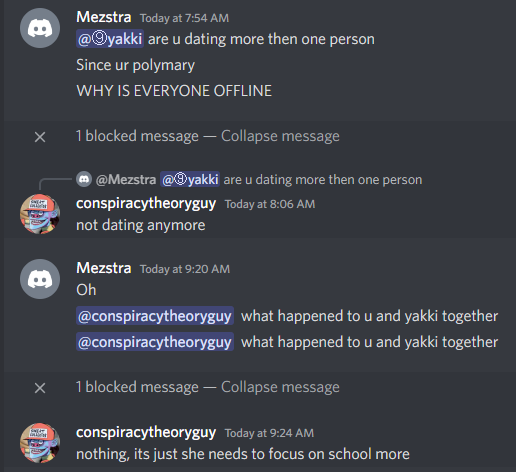 Mezstra Today at 7:54 AM
@⑨yakki are u dating more then one person
Since ur polymary
WHY IS EVERYONE OFFLINE
1 blocked message — Collapse message
@Mezstra @⑨yakki are u dating more then one person
conspiracytheoryguy Today at 8:06 AM
not dating anymore
Mezstra Today at 9:20 AM
Oh
@conspiracytheoryguy what happened to u and yakki together
@conspiracytheoryguy what happened to u and yakki together
1 blocked message — Collapse message
conspiracytheoryguy Today at 9:24 AM
nothing, its just she needs to focus on school more